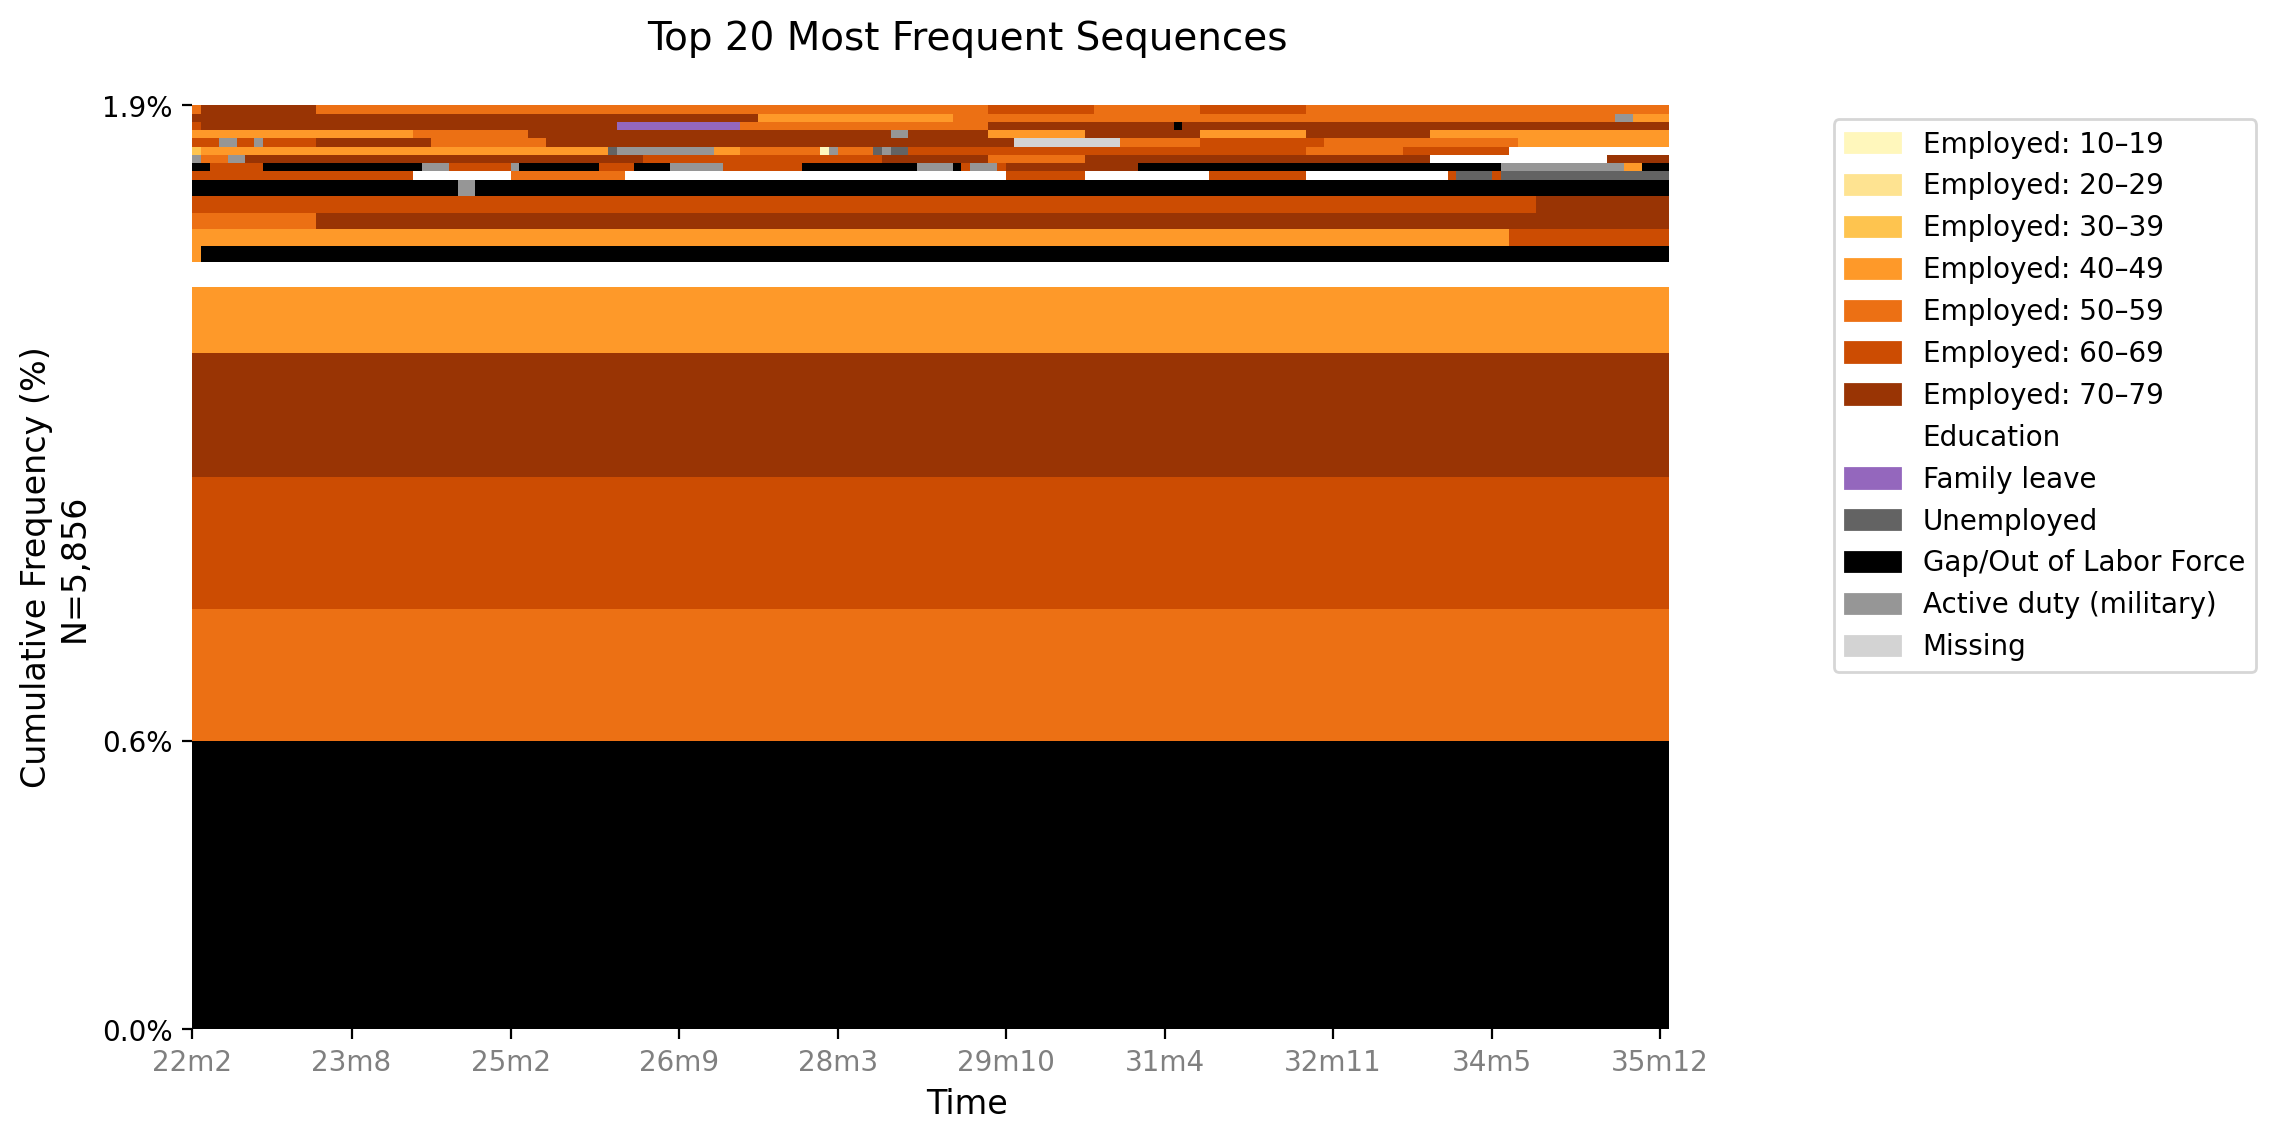 Top 20 Most Frequent Sequences
1.9%
0.6%
0.0%
Cumulative Frequency (%)
N=5,856
22m2 23m8 25m2 26m9 28m3 29m10 31m4 32m11 34m5 35m12
Time
Employed: 10–19
Employed: 20–29
Employed: 30–39
Employed: 40–49
Employed: 50–59
Employed: 60–69
Employed: 70–79
Education
Family leave
Unemployed
Gap/Out of Labor Force
Active duty (military)
Missing